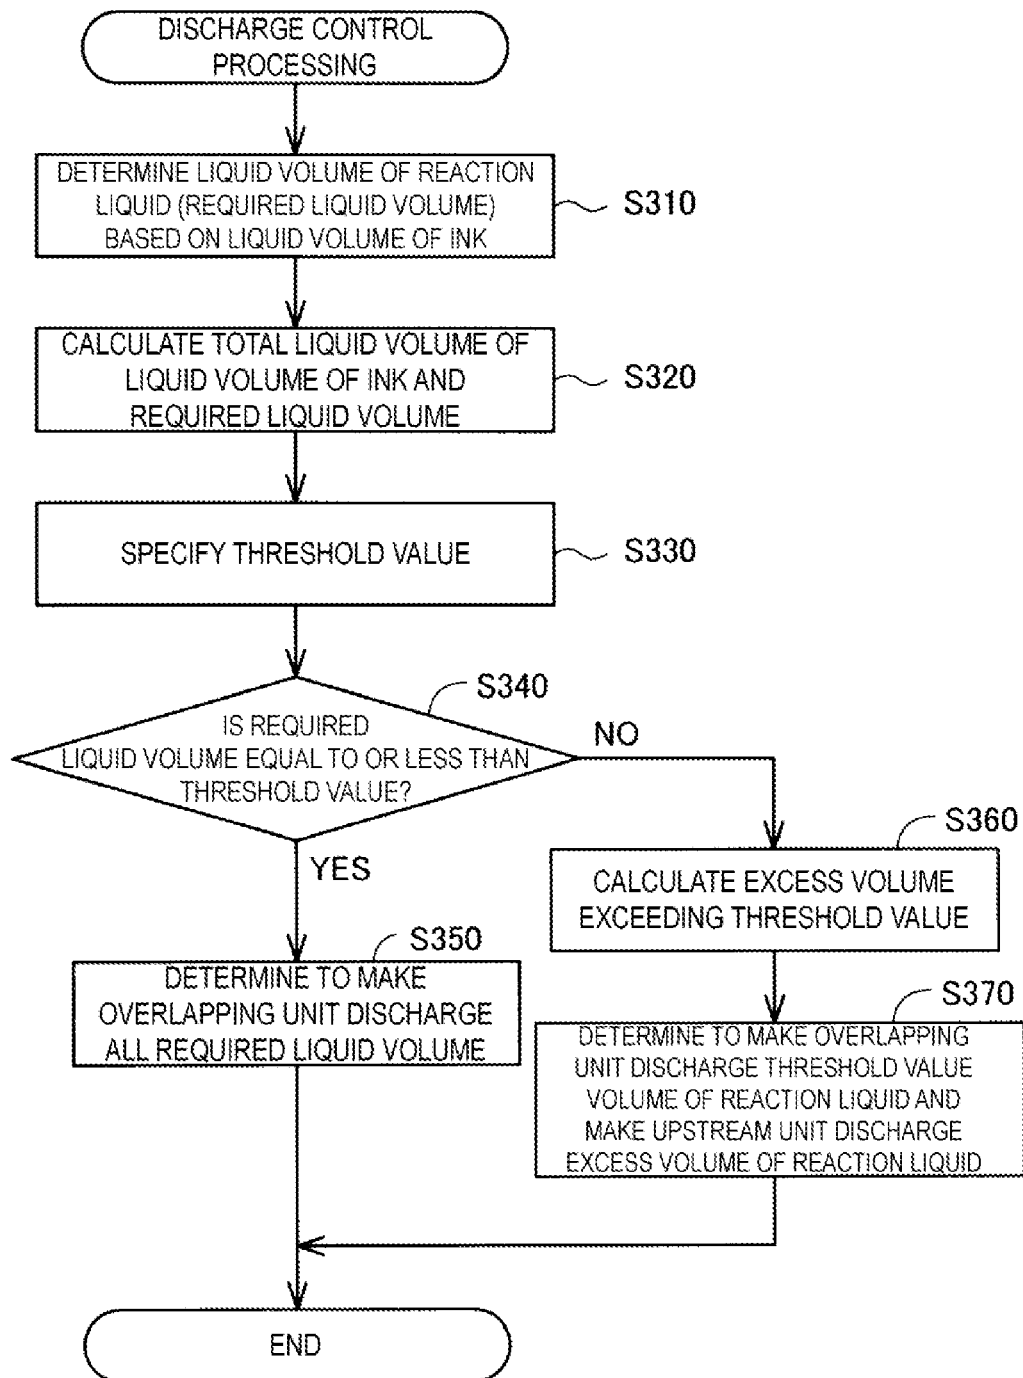 DISCHARGE CONTROL
PROCESSING
DETERMINE LIQUID VOLUME OF REACTION
LIQUID (REQUIRED LIQUID VOLUME)
BASED ON LIQUID VOLUME OF INK
S310
CALCULATE TOTAL LIQUID VOLUME OF
LIQUID VOLUME OF INK AND
REQUIRED LIQUID VOLUME
S320
SPECIFY THRESHOLD VALUE
S330
S340
IS REQUIRED
LIQUID VOLUME EQUAL TO OR LESS THAN
THRESHOLD VALUE?
NO
YES
S360
CALCULATE EXCESS VOLUME
EXCEEDING THRESHOLD VALUE
S350
DETERMINE TO MAKE
OVERLAPPING UNIT DISCHARGE
ALL REQUIRED LIQUID VOLUME
S370
DETERMINE TO MAKE OVERLAPPING
UNIT DISCHARGE THRESHOLD VALUE
VOLUME OF REACTION LIQUID AND
MAKE UPSTREAM UNIT DISCHARGE
EXCESS VOLUME OF REACTION LIQUID
END